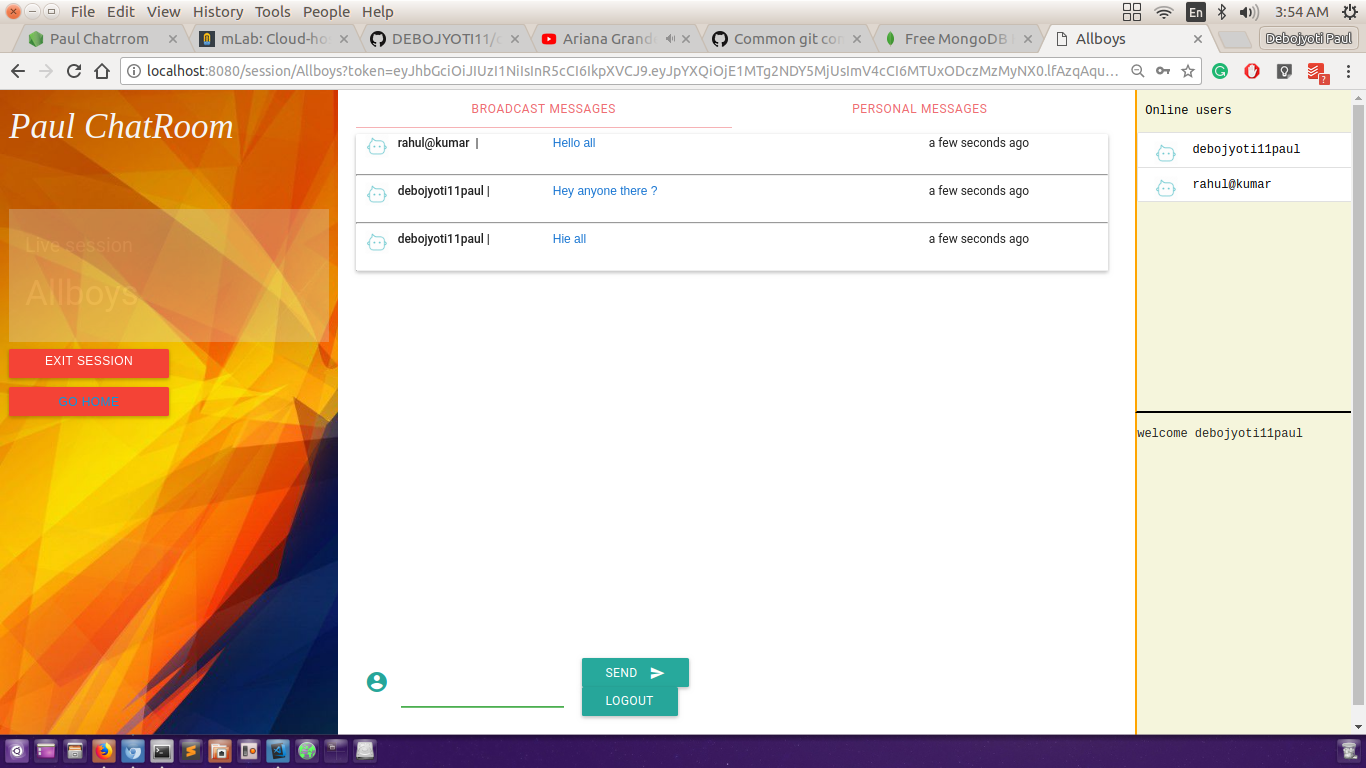 File Edit View History Tools People Help
En 3:54 AM
Paul Chatrrom
mLab: Cloud-ho
DEBOJYOTI11/c
Ariana Grand
Common git co
Free MongoDB
Allboys
Debojyoti Paul
localhost:8080/session/Allboys?token=eyJhbGciOiJIUzI1NiIsInR5cCI6IkpXVCJ9.eyJpYXQiOjE1MTg2NDY5MjUsImV4cCI6MTUxODczMzMyNX0.lfAzqAqu...
?
Paul ChatRoom
Live session
Allboys
EXIT SESSION
GO HOME
BROADCAST MESSAGES
PERSONAL MESSAGES
rahul@kumar | Hello all a few seconds ago
debojyoti11paul | Hey anyone there ? a few seconds ago
debojyoti11paul | Hie all a few seconds ago
SEND
LOGOUT
Online users
debojyoti11paul
rahul@kumar
welcome debojyoti11paul